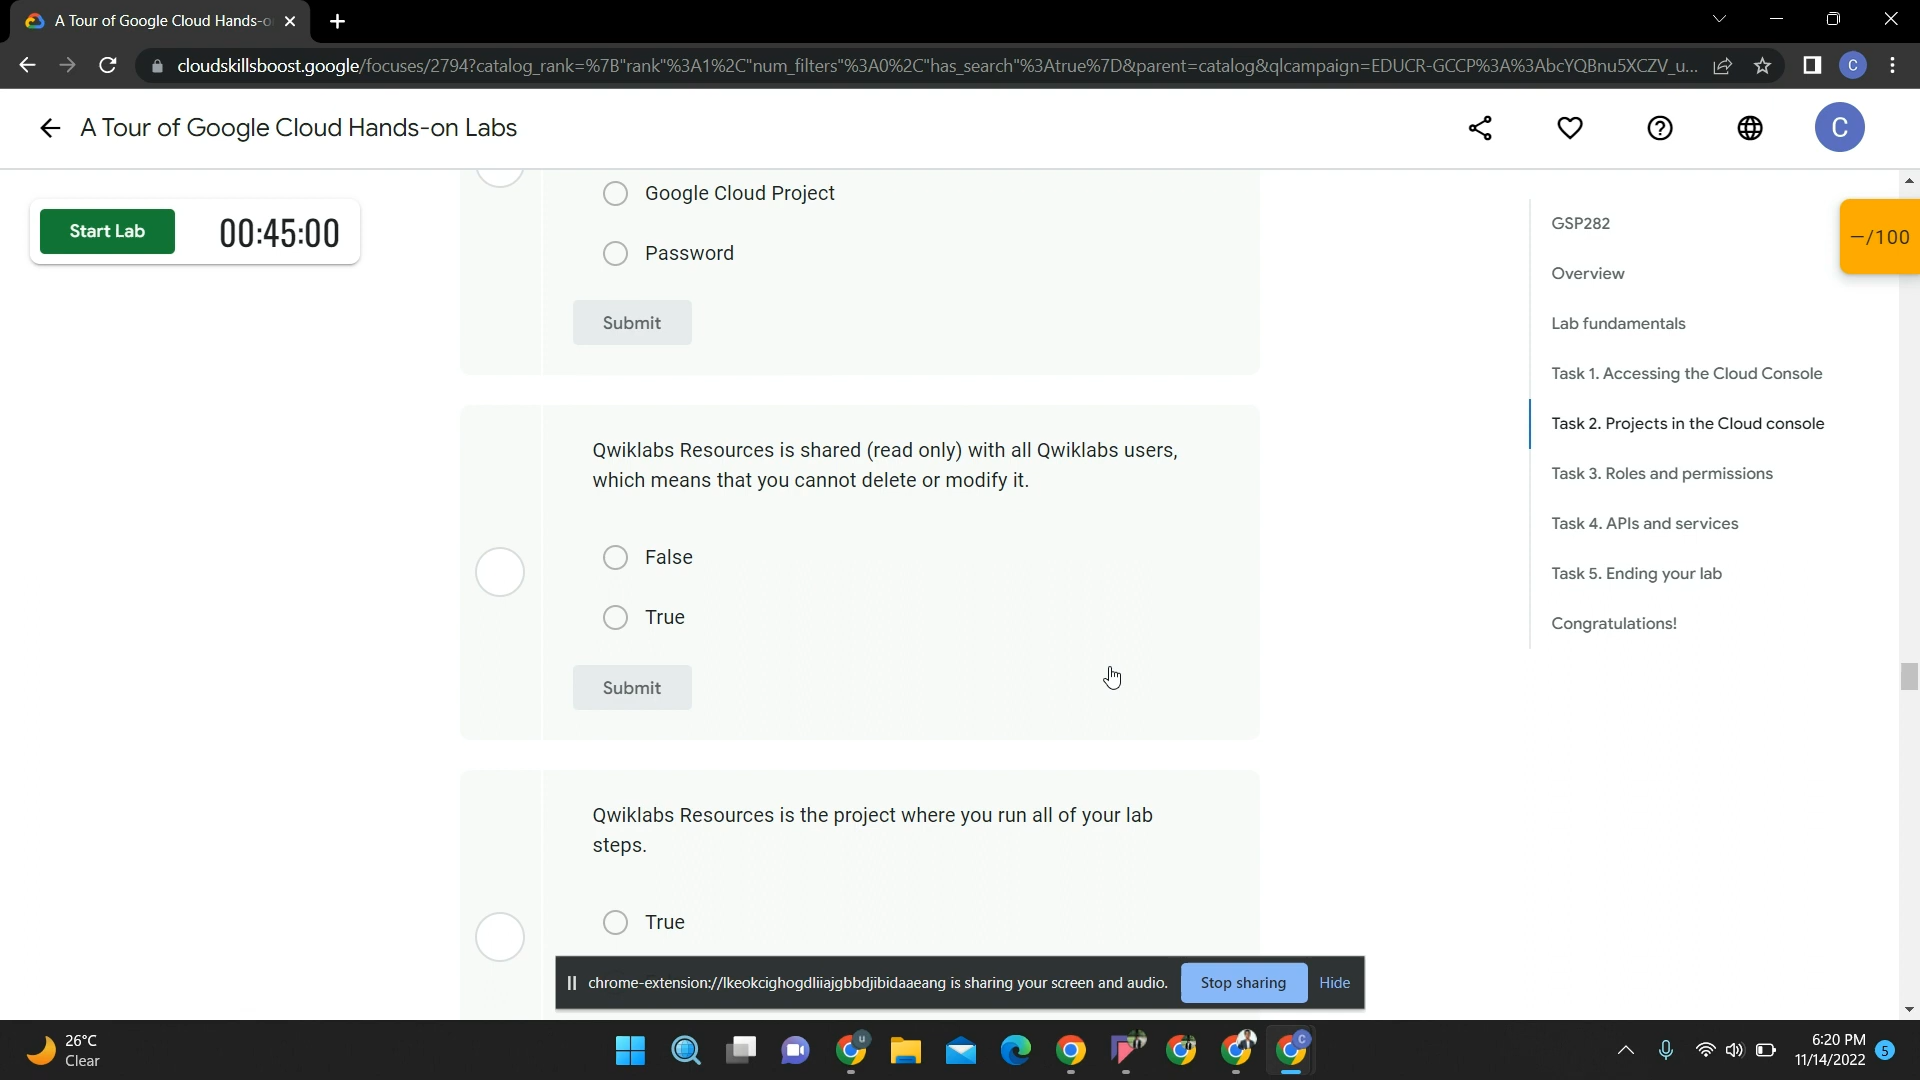 A Tour of Google Cloud Hands-o
cloudskillsboost.google/focuses/2794?catalog_rank=%7B"rank"%3A1%2C"num_filters"%3A0%2C"has_search"%3Atrue%7D&parent=catalog&qlcampaign=EDUCR-GCCP%3A%3AbcYQBnu5XCZV_u...
C
A Tour of Google Cloud Hands-on Labs
C
Start Lab
00:45:00
Google Cloud Project
Password
Submit
Qwiklabs Resources is shared (read only) with all Qwiklabs users,
which means that you cannot delete or modify it.
False
True
Submit
Qwiklabs Resources is the project where you run all of your lab
steps.
True
GSP282
Overview
Lab fundamentals
Task 1. Accessing the Cloud Console
Task 2. Projects in the Cloud console
Task 3. Roles and permissions
Task 4. APIs and services
Task 5. Ending your lab
Congratulations!
—/100
chrome-extension://lkeokcighogdliiajgbbdjibidaaeang is sharing your screen and audio.
Stop sharing
Hide
26°C
Clear
u
C
6:20 PM
11/14/2022
5